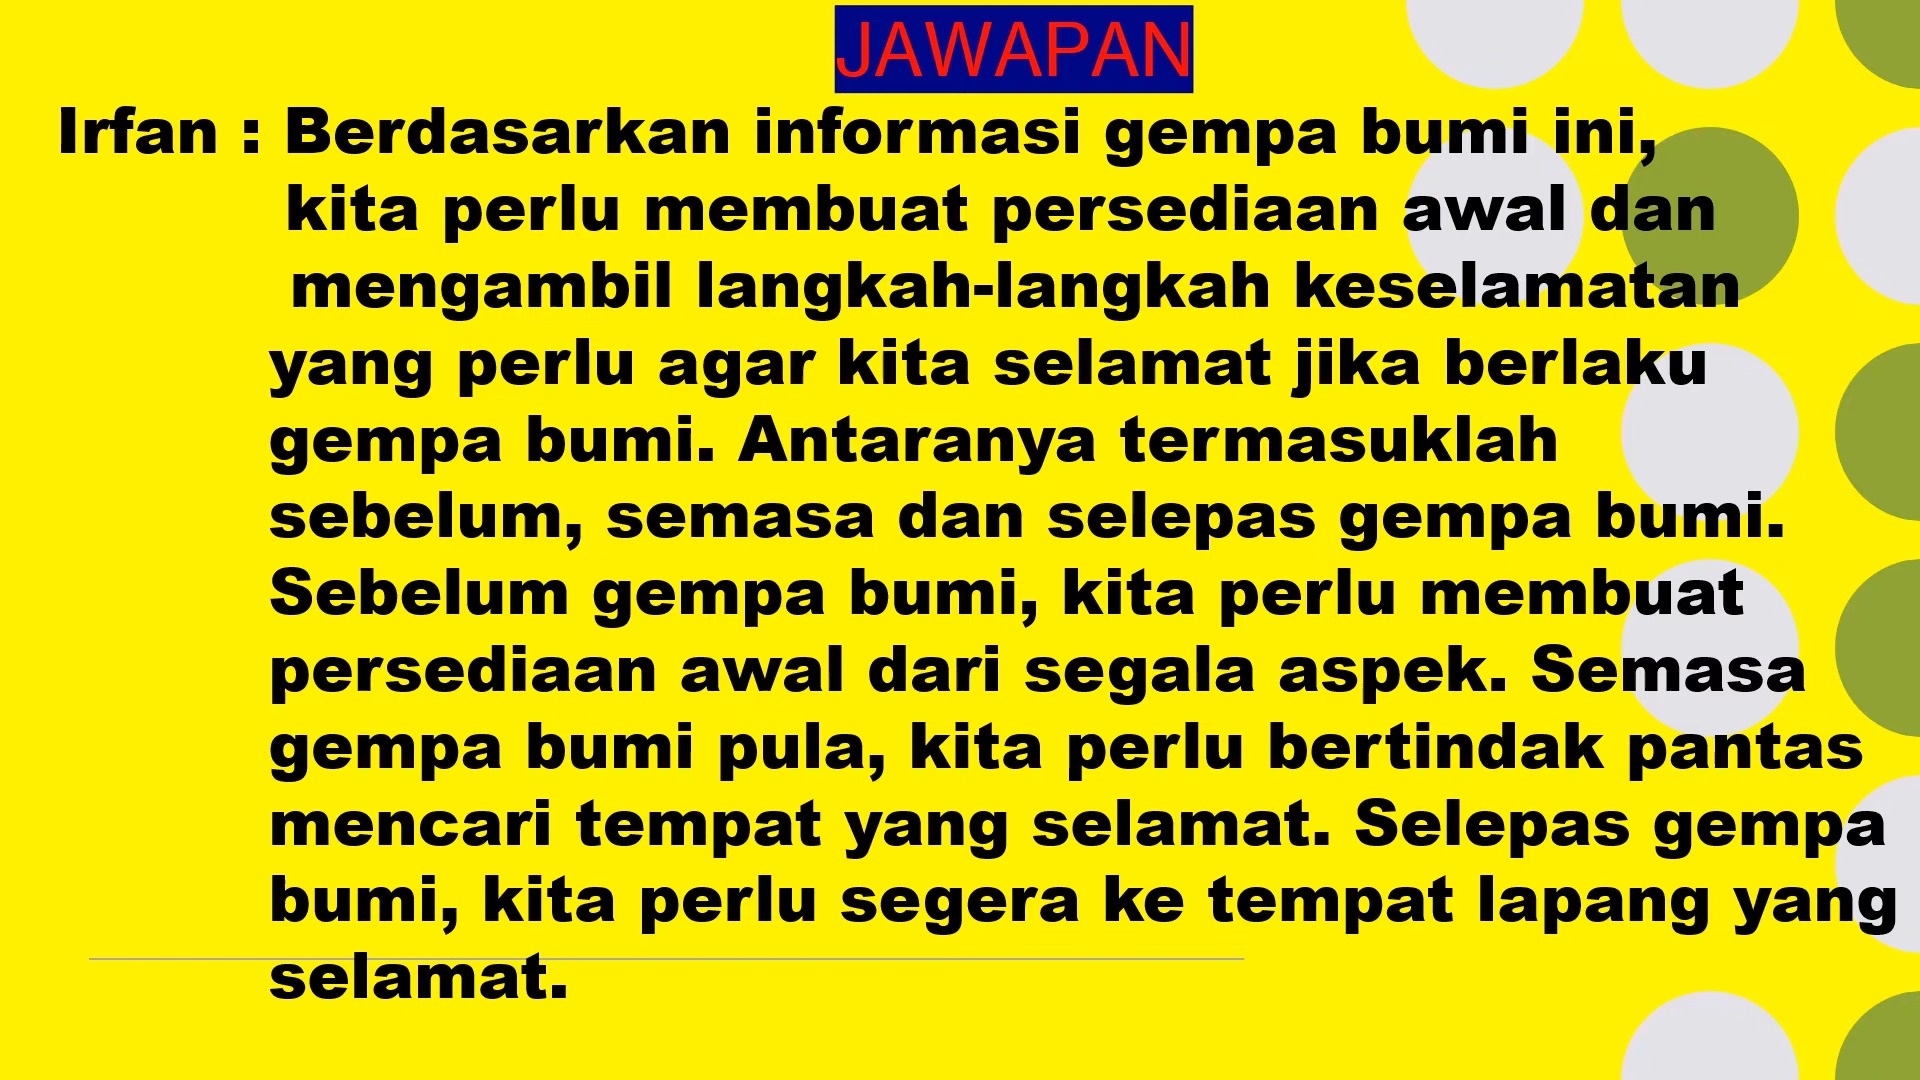 JAWAPAN
Irfan : Berdasarkan informasi gempa bumi ini,
kita perlu membuat persediaan awal dan
mengambil langkah-langkah keselamatan
yang perlu agar kita selamat jika berlaku
gempa bumi. Antaranya termasuklah
sebelum, semasa dan selepas gempa bumi.
Sebelum gempa bumi, kita perlu membuat
persediaan awal dari segala aspek. Semasa
gempa bumi pula, kita perlu bertindak pantas
mencari tempat yang selamat. Selepas gempa
bumi, kita perlu segera ke tempat lapang yang
selamat.